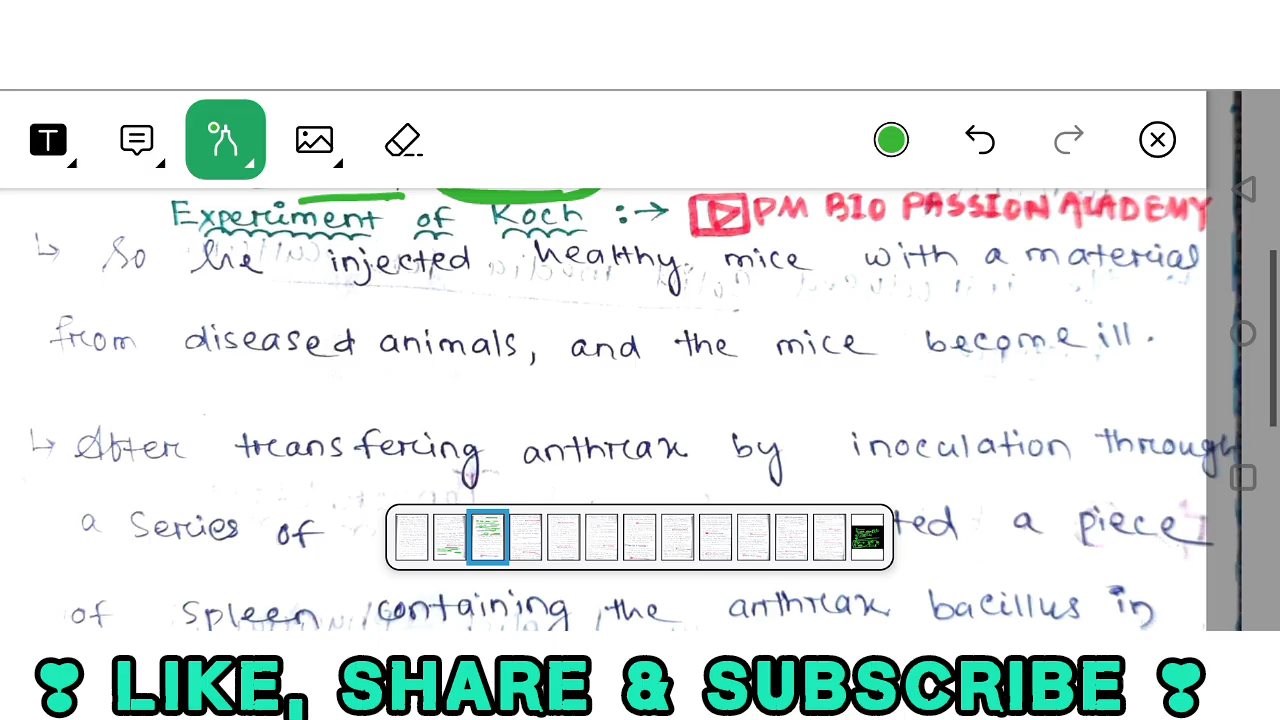 T
Experiment of Koch :→ PM BIO PASSION ACADEMY
↳ So he injected healthy mice with a material
from diseased animals, and the mice become ill.
↳ After transfering anthrax by inoculation through
a series of ted a piece
of spleen containing the anthrax bacillus in
❣ LIKE, SHARE & SUBSCRIBE ❣